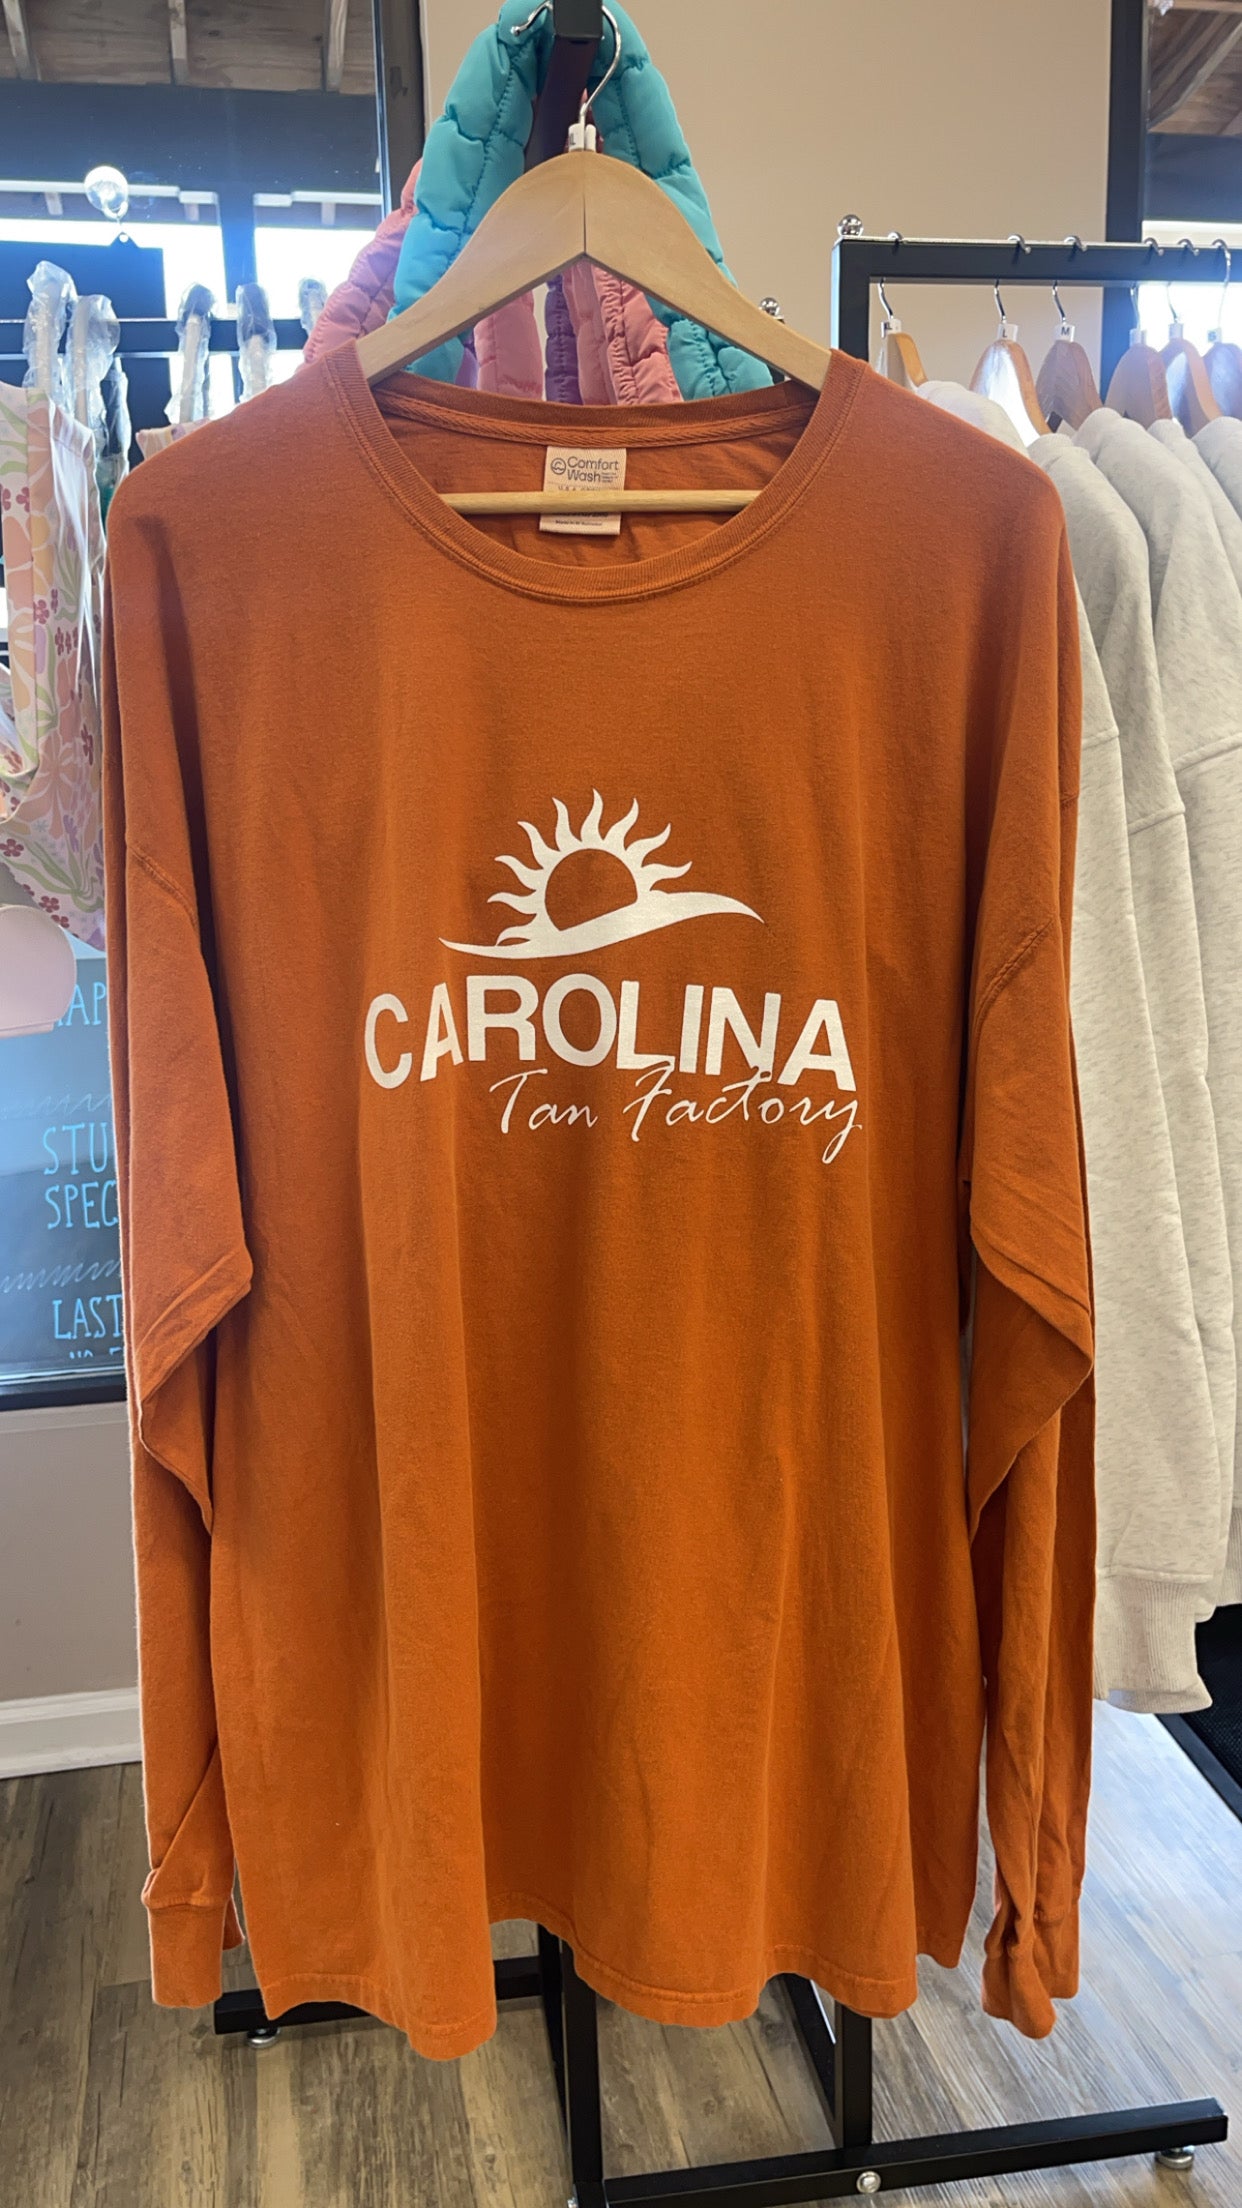 Comfort
Wash
CAROLINA
Tan Factory
STU
SPEC
LAST
M